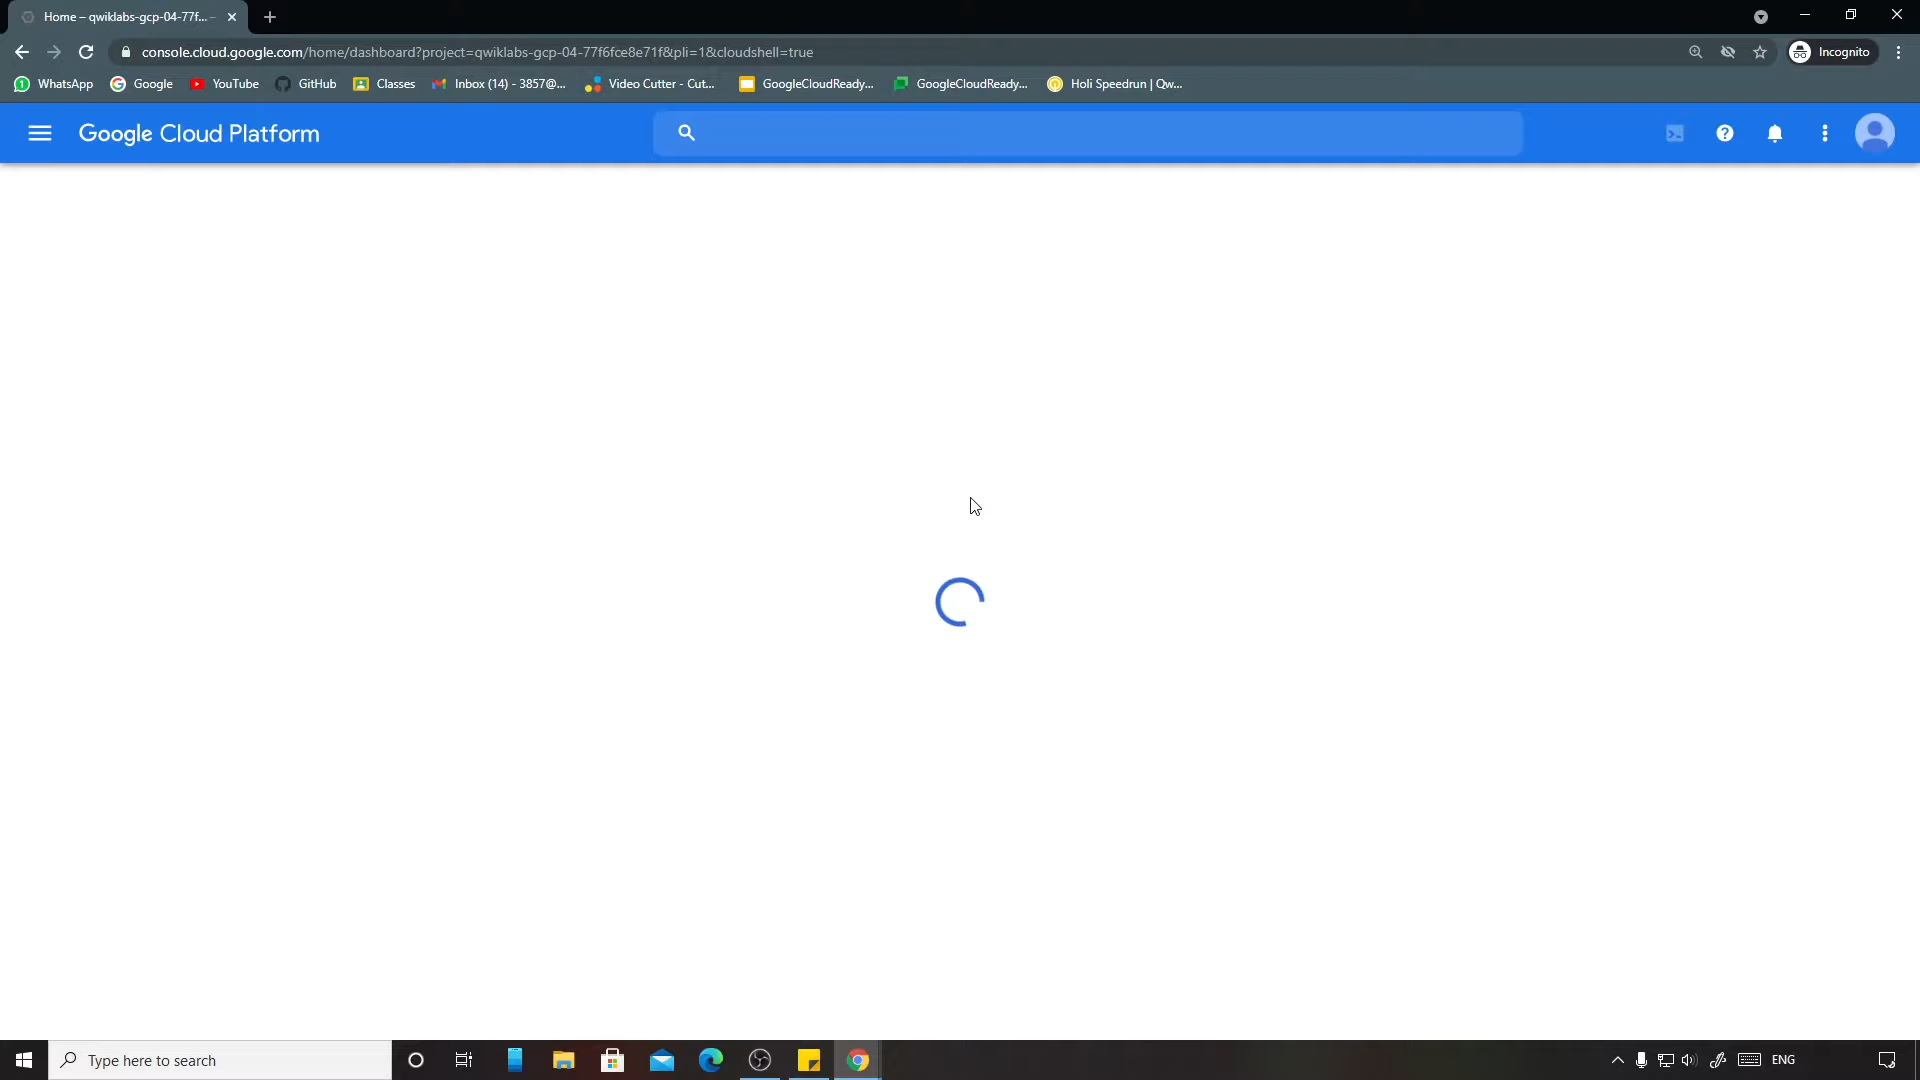 Home – qwiklabs-gcp-04-77f... –
console.cloud.google.com/home/dashboard?project=qwiklabs-gcp-04-77f6fce8e71f&pli=1&cloudshell=true
Incognito
WhatsApp
Google
YouTube
GitHub
Classes
Inbox (14) - 3857@...
Video Cutter - Cut...
GoogleCloudReady...
GoogleCloudReady...
Holi Speedrun | Qw...
Google Cloud Platform
Type here to search
ENG